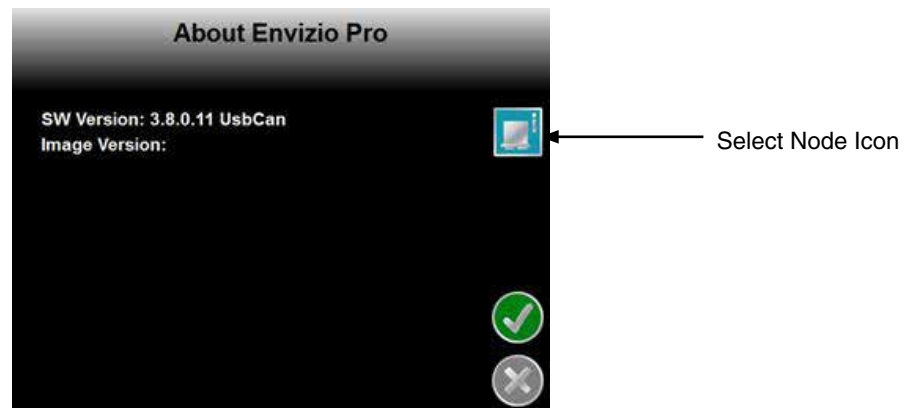 About Envizio Pro
SW Version: 3.8.0.11 UsbCan
Image Version:
Select Node Icon